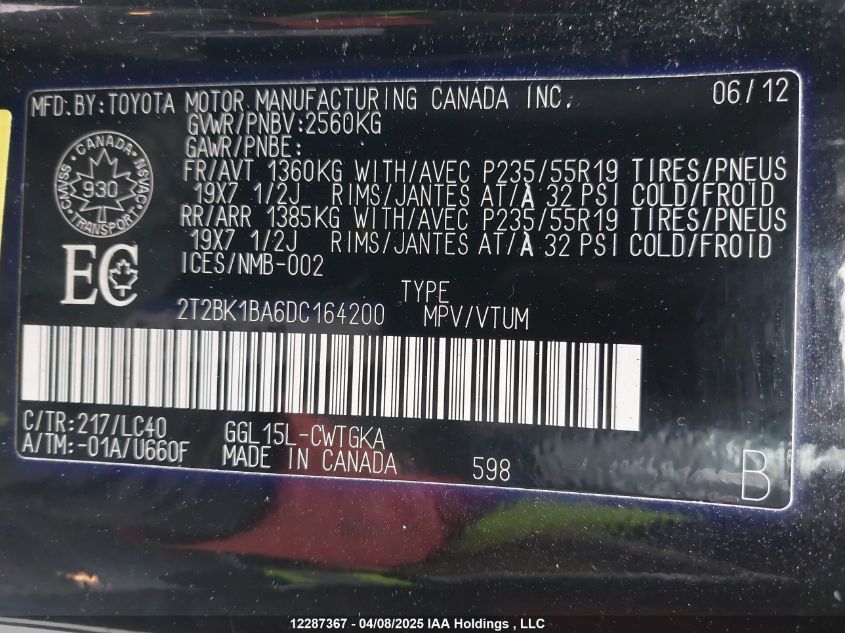 MFD.BY:TOYOTA MOTOR MANUFACTURING CANADA INC. 06/12
GVWR/PNBV:2560KG
GAWR/PNBE:
FR/AVT 1360KG WITH/AVEC P235/55R19 TIRES/PNEUS
19X7 1/2J RIMS/JANTES AT/À 32 PSI COLD/FROID
RR/ARR 1385KG WITH/AVEC P235/55R19 TIRES/PNEUS
19X7 1/2J RIMS/JANTES AT/À 32 PSI COLD/FROID
ICES/NMB-002
CANADA
CMVSS NSVAC
930
TRANSPORT
EC
TYPE
2T2BK1BA6DC164200 MPV/VTUM
C/TR:217/LC40 GGL15L-CWTGKA
A/TM:-01A/U660F MADE IN CANADA 598 B
12287367 - 04/08/2025 IAA Holdings , LLC